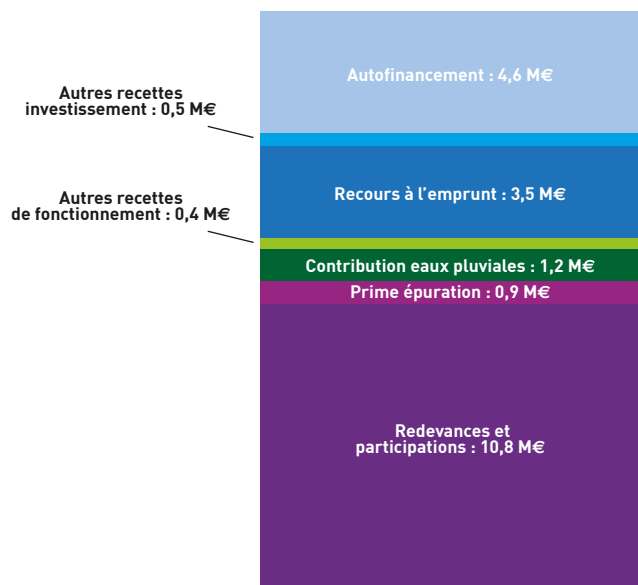 Autofinancement : 4,6 M€
Autres recettes
investissement : 0,5 M€
Recours à l’emprunt : 3,5 M€
Autres recettes
de fonctionnement : 0,4 M€
Contribution eaux pluviales : 1,2 M€
Prime épuration : 0,9 M€
Redevances et
participations : 10,8 M€